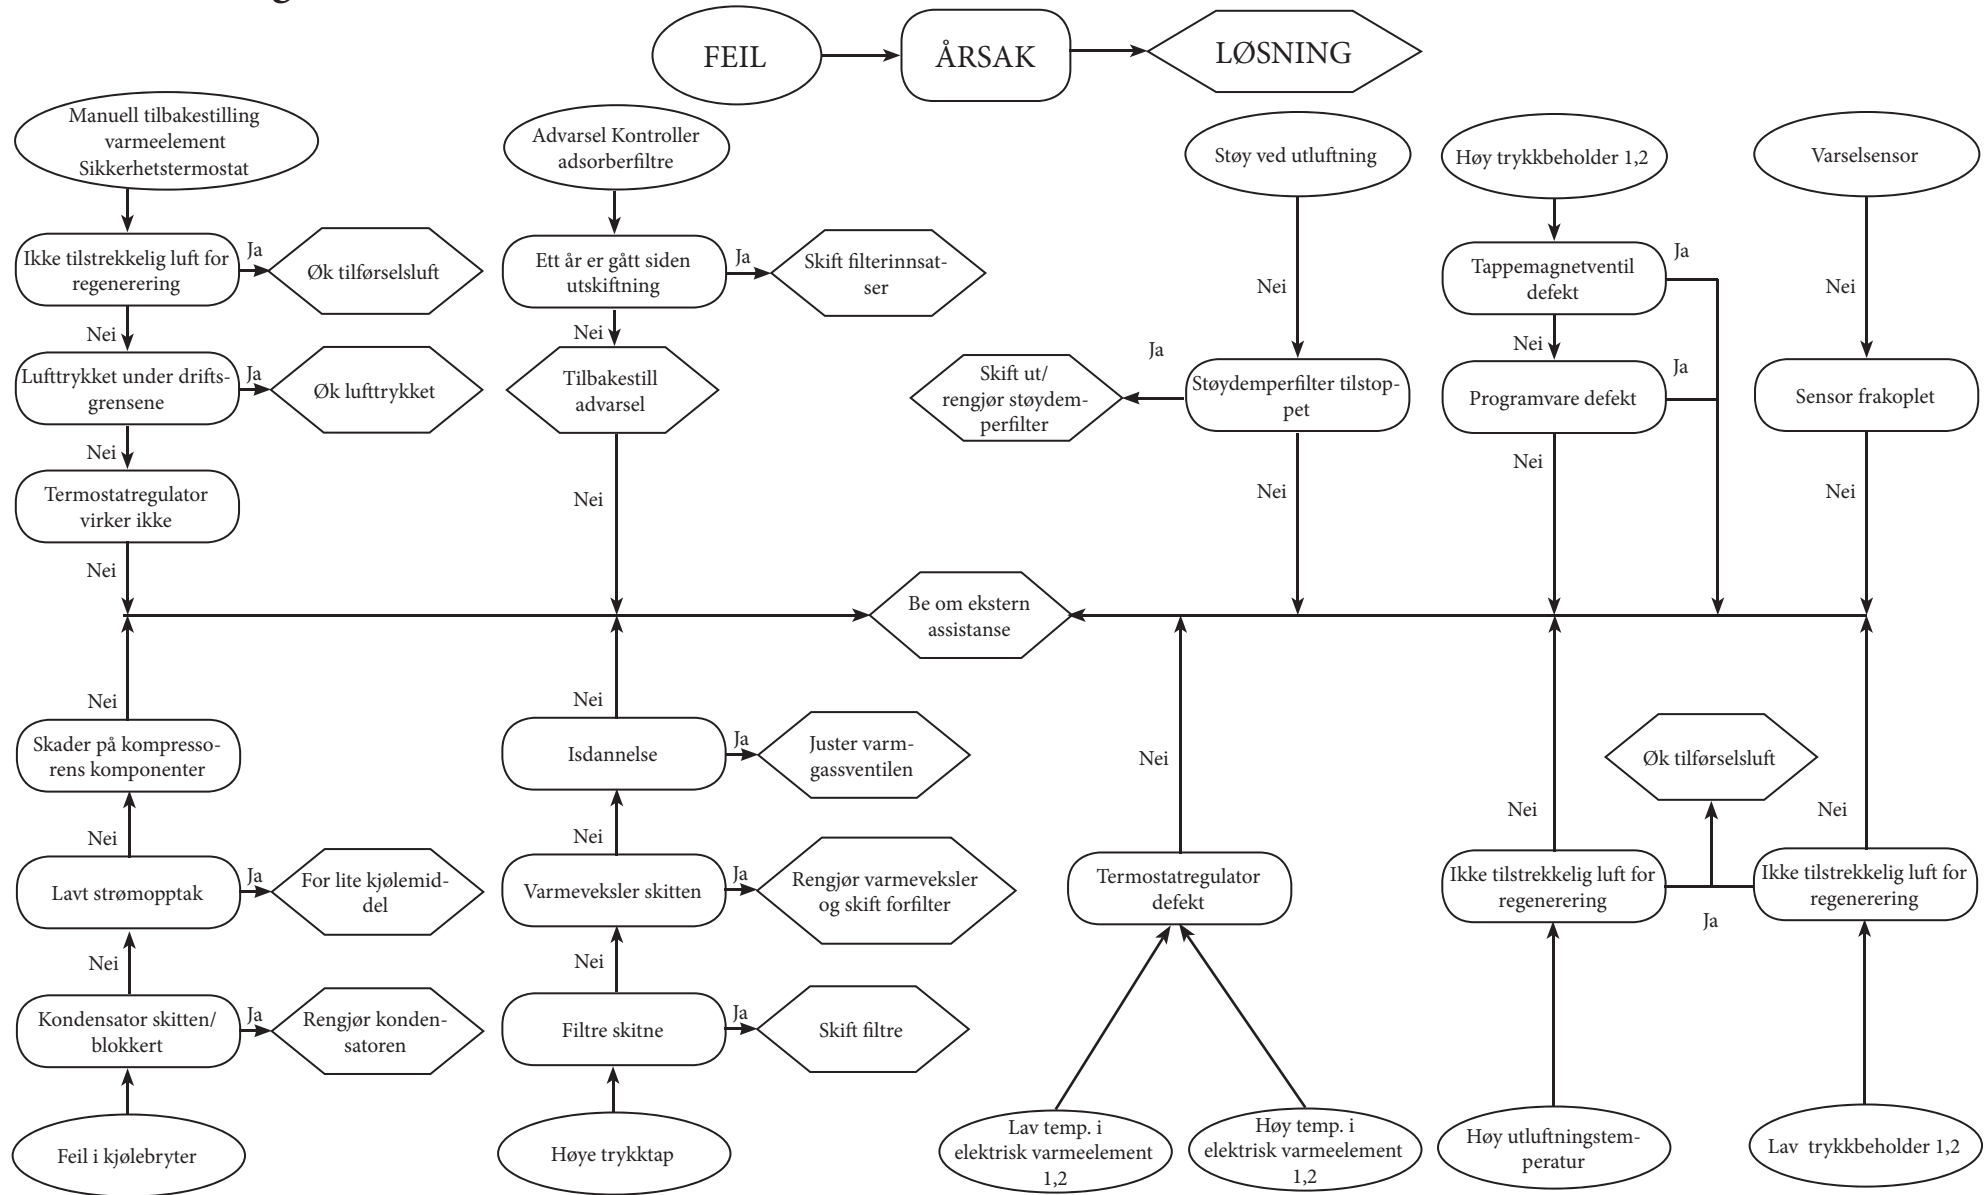 FEIL
ÅRSAK
LØSNING
Manuell tilbakestilling
varmeelement
Sikkerhetstermostat
Advarsel Kontroller
adsorberfiltre
Støy ved utluftning
Høy trykkbeholder 1,2
Varselsensor
Ikke tilstrekkelig luft for
regenerering
Ja
Øk tilførselsluft
Ett år er gått siden
utskiftning
Ja
Skift filterinnsat-
ser
Nei
Tappemagnetventil
defekt
Ja
Nei
Nei
Lufttrykket under drifts-
grensene
Ja
Øk lufttrykket
Nei
Tilbakestill
advarsel
Skift ut/
rengjør støydem-
perfilter
Ja
Støydemperfilter tilstop-
pet
Nei
Programvare defekt
Ja
Sensor frakoplet
Nei
Termostatregulator
virker ikke
Nei
Nei
Nei
Nei
Nei
Nei
Be om ekstern
assistanse
Nei
Skader på kompresso-
rens komponenter
Nei
Isdannelse
Ja
Juster varm-
gassventilen
Nei
Øk tilførselsluft
Nei
Lavt strømopptak
Ja
For lite kjølemid-
del
Nei
Varmeveksler skitten
Ja
Rengjør varmeveksler
og skift forfilter
Termostatregulator
defekt
Nei
Ikke tilstrekkelig luft for
regenerering
Ja
Nei
Ikke tilstrekkelig luft for
regenerering
Nei
Kondensator skitten/
blokkert
Ja
Rengjør konden-
satoren
Nei
Filtre skitne
Ja
Skift filtre
Feil i kjølebryter
Høye trykktap
Lav temp. i
elektrisk varmeelement
1,2
Høy temp. i
elektrisk varmeelement
1,2
Høy utluftningstem-
peratur
Lav trykkbeholder 1,2